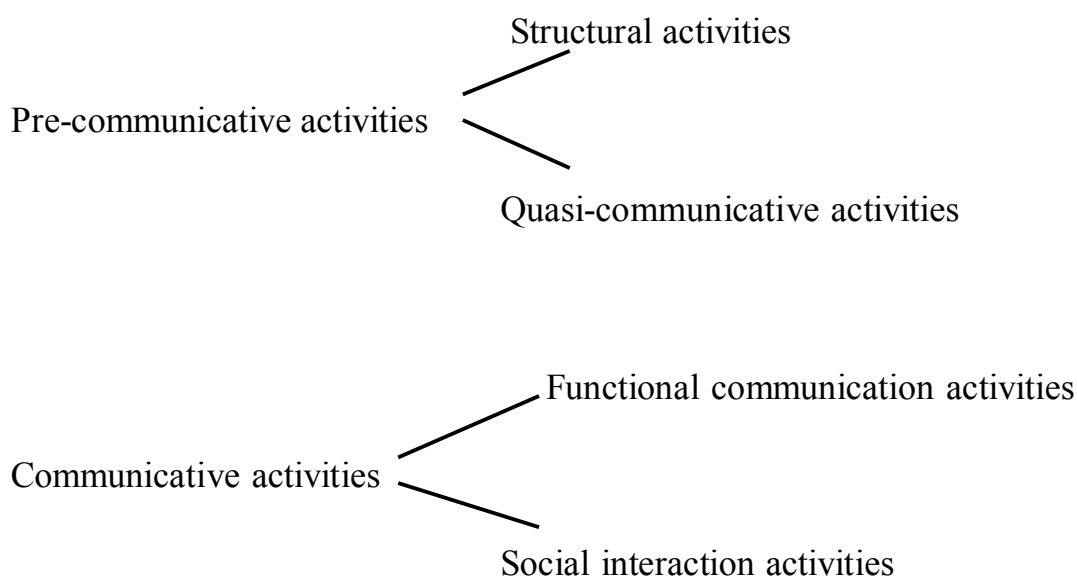 Structural activities
Pre-communicative activities
Quasi-communicative activities
Functional communication activities
Communicative activities
Social interaction activities